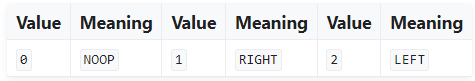 Value Meaning Value Meaning Value Meaning
0 NOOP 1 RIGHT 2 LEFT